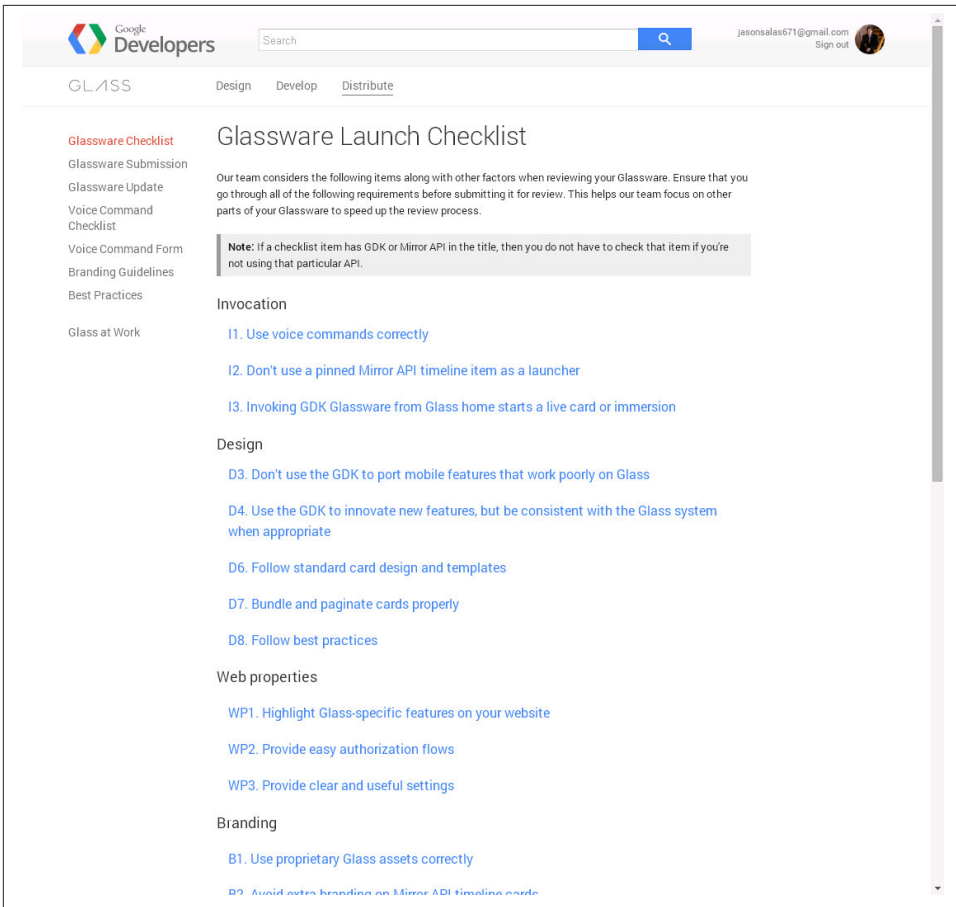 Google
Developers
Search
jasonsalas671@gmail.com
Sign out
GLASS
Design Develop Distribute
Glassware Checklist
Glassware Submission
Glassware Update
Voice Command
Checklist
Voice Command Form
Branding Guidelines
Best Practices
Glass at Work
Glassware Launch Checklist
Our team considers the following items along with other factors when reviewing your Glassware. Ensure that you
go through all of the following requirements before submitting it for review. This helps our team focus on other
parts of your Glassware to speed up the review process.
Note: If a checklist item has GDK or Mirror API in the title, then you do not have to check that item if you're
not using that particular API.
Invocation
I1. Use voice commands correctly
I2. Don't use a pinned Mirror API timeline item as a launcher
I3. Invoking GDK Glassware from Glass home starts a live card or immersion
Design
D3. Don't use the GDK to port mobile features that work poorly on Glass
D4. Use the GDK to innovate new features, but be consistent with the Glass system
when appropriate
D6. Follow standard card design and templates
D7. Bundle and paginate cards properly
D8. Follow best practices
Web properties
WP1. Highlight Glass-specific features on your website
WP2. Provide easy authorization flows
WP3. Provide clear and useful settings
Branding
B1. Use proprietary Glass assets correctly
B2. Avoid extra branding on Mirror API timeline cards